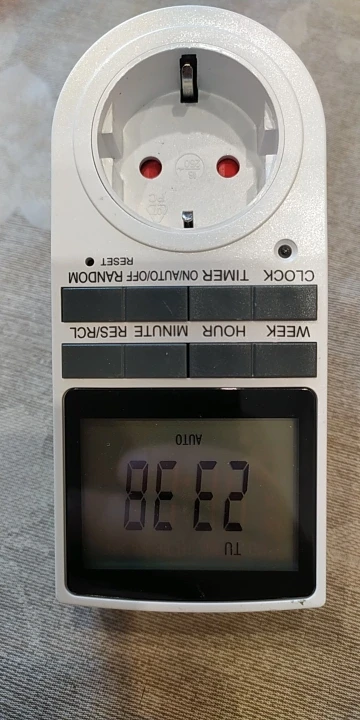 TU
23 38
AUTO
WEEK HOUR MINUTE RES/RCL
CLOCK TIMER ON/AUTO/OFF RANDOM
RESET